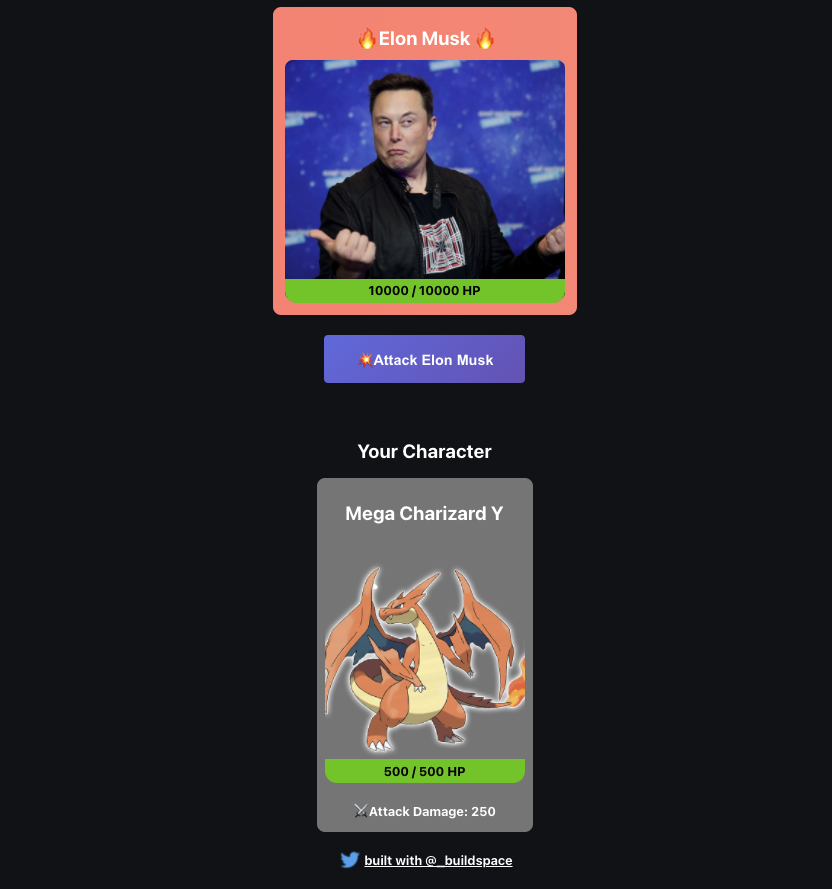 🔥Elon Musk 🔥
10000 / 10000 HP
💥Attack Elon Musk
Your Character
Mega Charizard Y
500 / 500 HP
⚔️Attack Damage: 250
built with @_buildspace